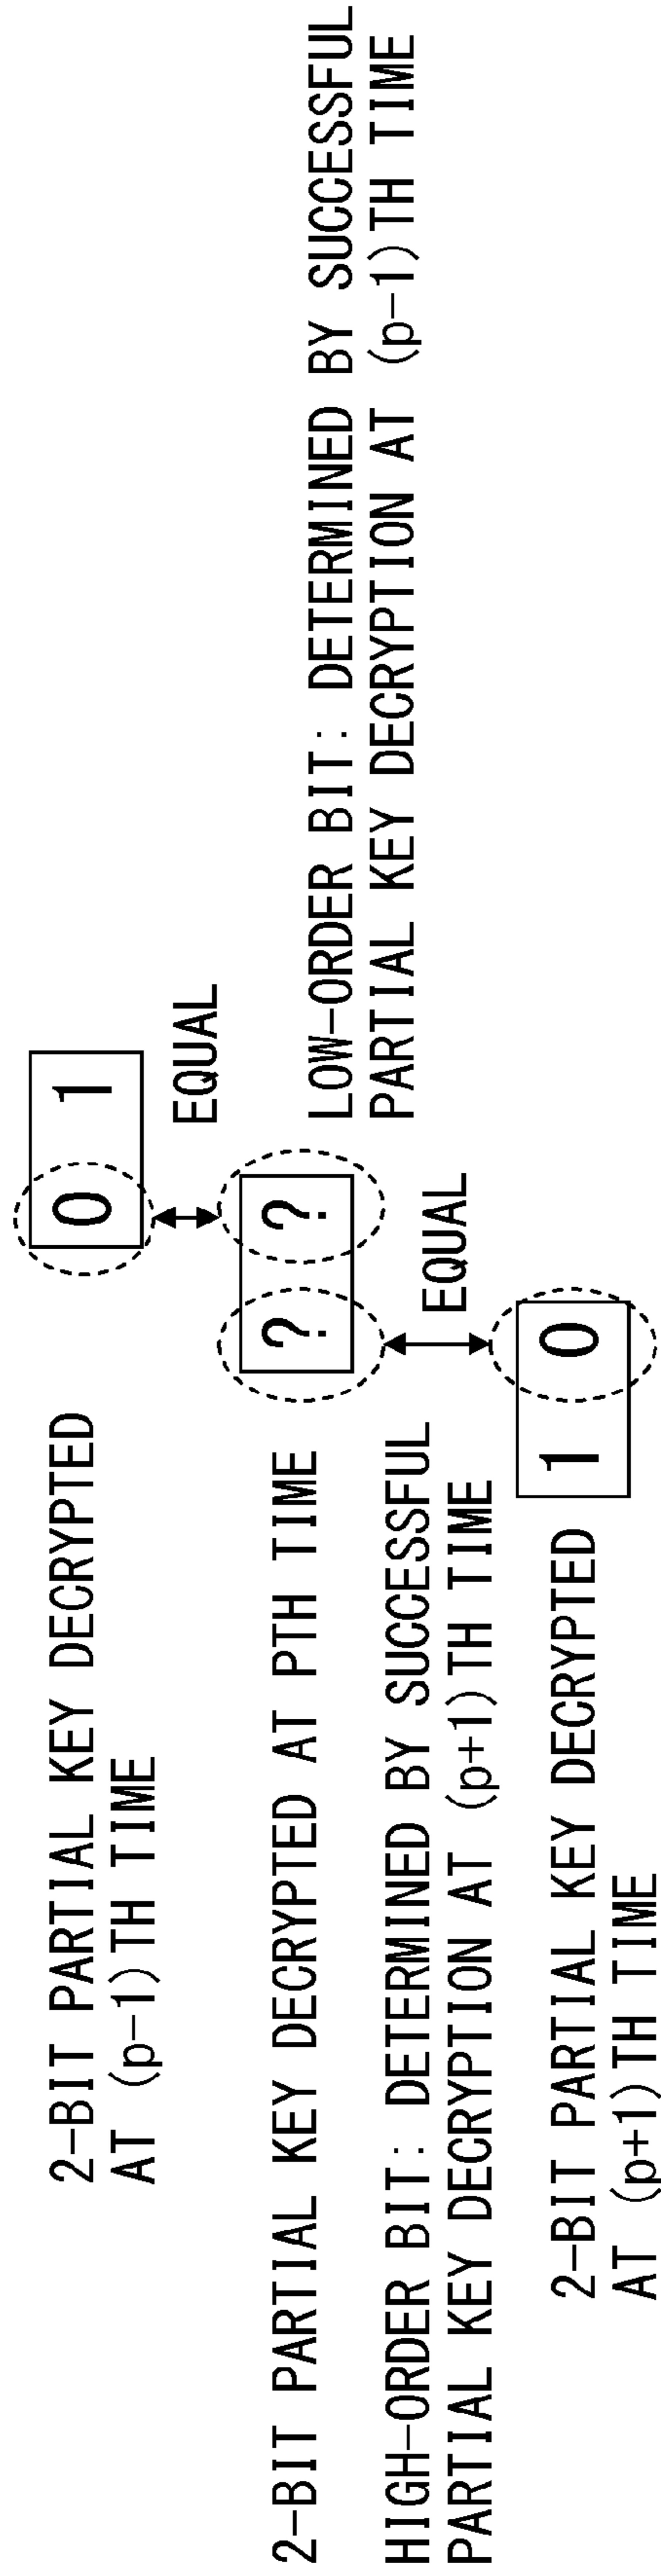 2-BIT PARTIAL KEY DECRYPTED
AT (p-1)TH TIME
0 1
EQUAL
2-BIT PARTIAL KEY DECRYPTED AT PTH TIME
? ?
LOW-ORDER BIT: DETERMINED BY SUCCESSFUL
PARTIAL KEY DECRYPTION AT (p-1)TH TIME
HIGH-ORDER BIT: DETERMINED BY SUCCESSFUL
PARTIAL KEY DECRYPTION AT (p+1)TH TIME
EQUAL
2-BIT PARTIAL KEY DECRYPTED
AT (p+1)TH TIME
1 0